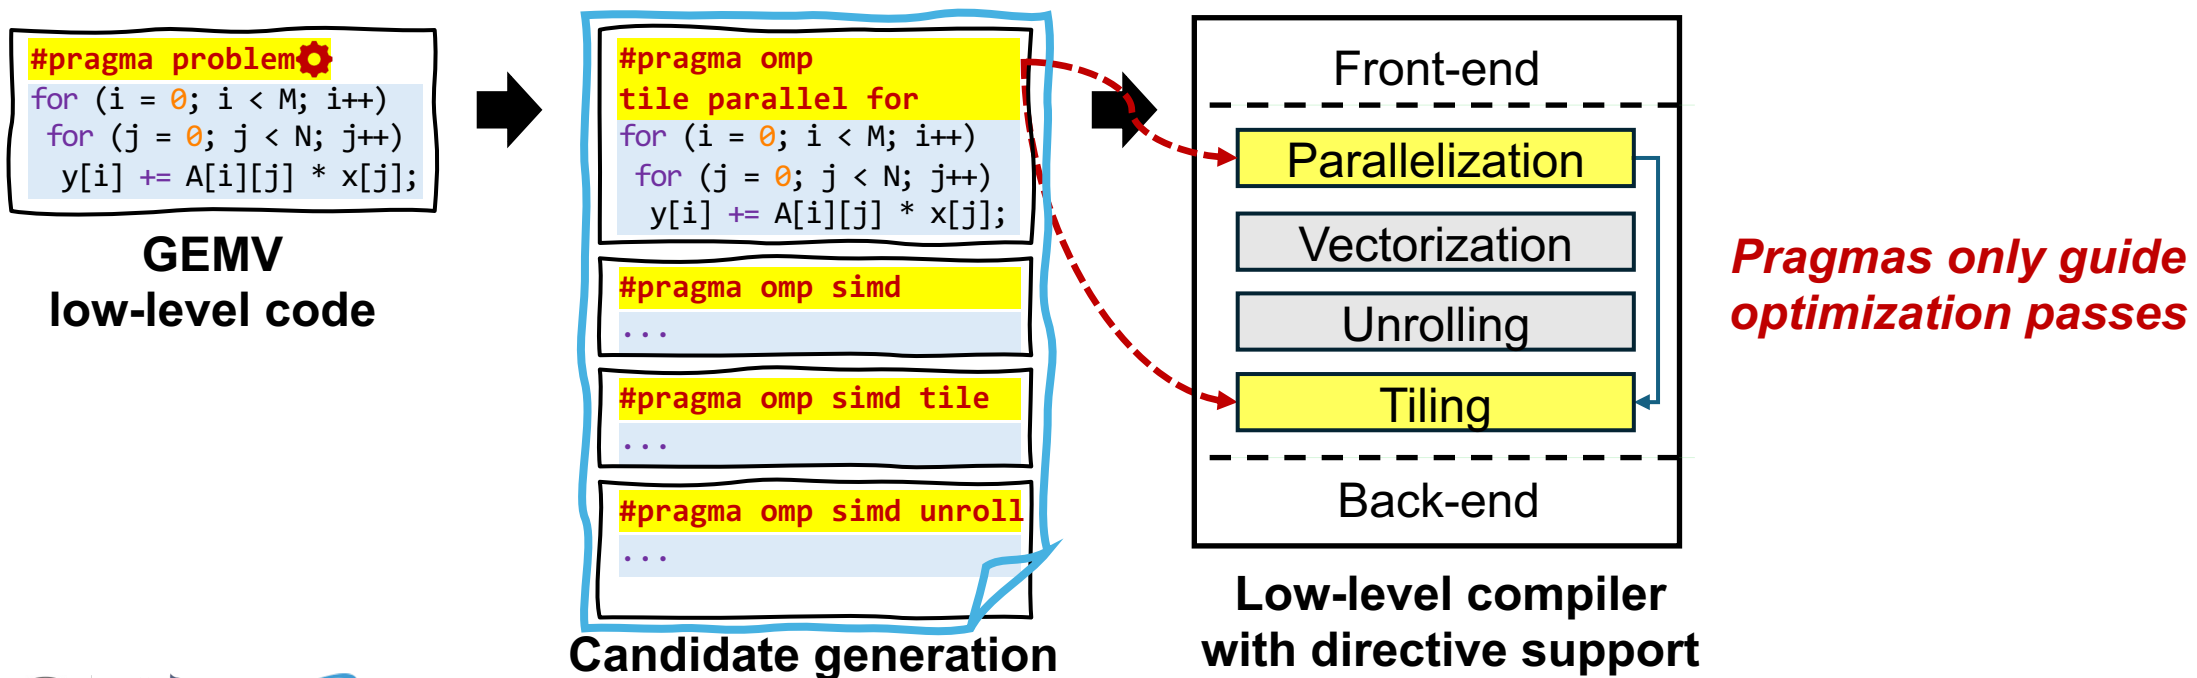 #pragma problem
for (i = 0; i < M; i++)
for (j = 0; j < N; j++)
y[i] += A[i][j] * x[j];
GEMV
low-level code
#pragma omp
tile parallel for
for (i = 0; i < M; i++)
for (j = 0; j < N; j++)
y[i] += A[i][j] * x[j];
#pragma omp simd
...
#pragma omp simd tile
...
#pragma omp simd unroll
...
Candidate generation
Front-end
Parallelization
Vectorization
Unrolling
Tiling
Back-end
Low-level compiler
with directive support
Pragmas only guide
optimization passes